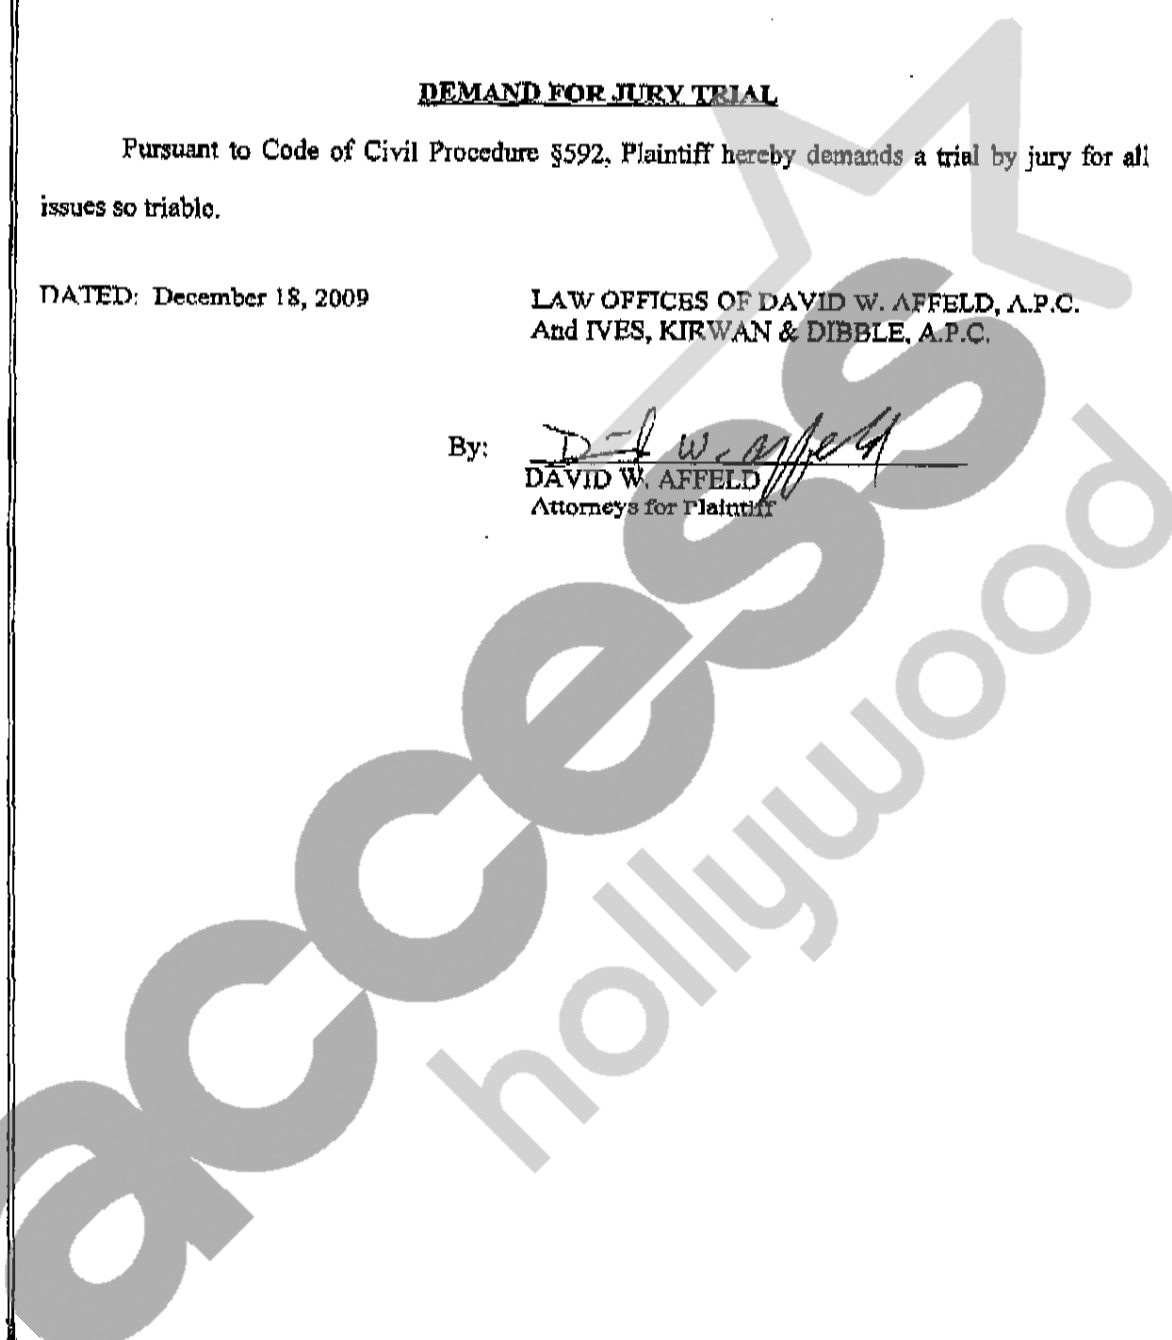 DEMAND FOR JURY TRIAL
Pursuant to Code of Civil Procedure §592, Plaintiff hereby demands a trial by jury for all
issues so triable.
DATED: December 18, 2009
LAW OFFICES OF DAVID W. AFFELD, A.P.C.
And IVES, KIRWAN & DIBBLE, A.P.C.
By: David W. Affeld
DAVID W. AFFELD
Attorneys for Plaintiff
access
hollywood